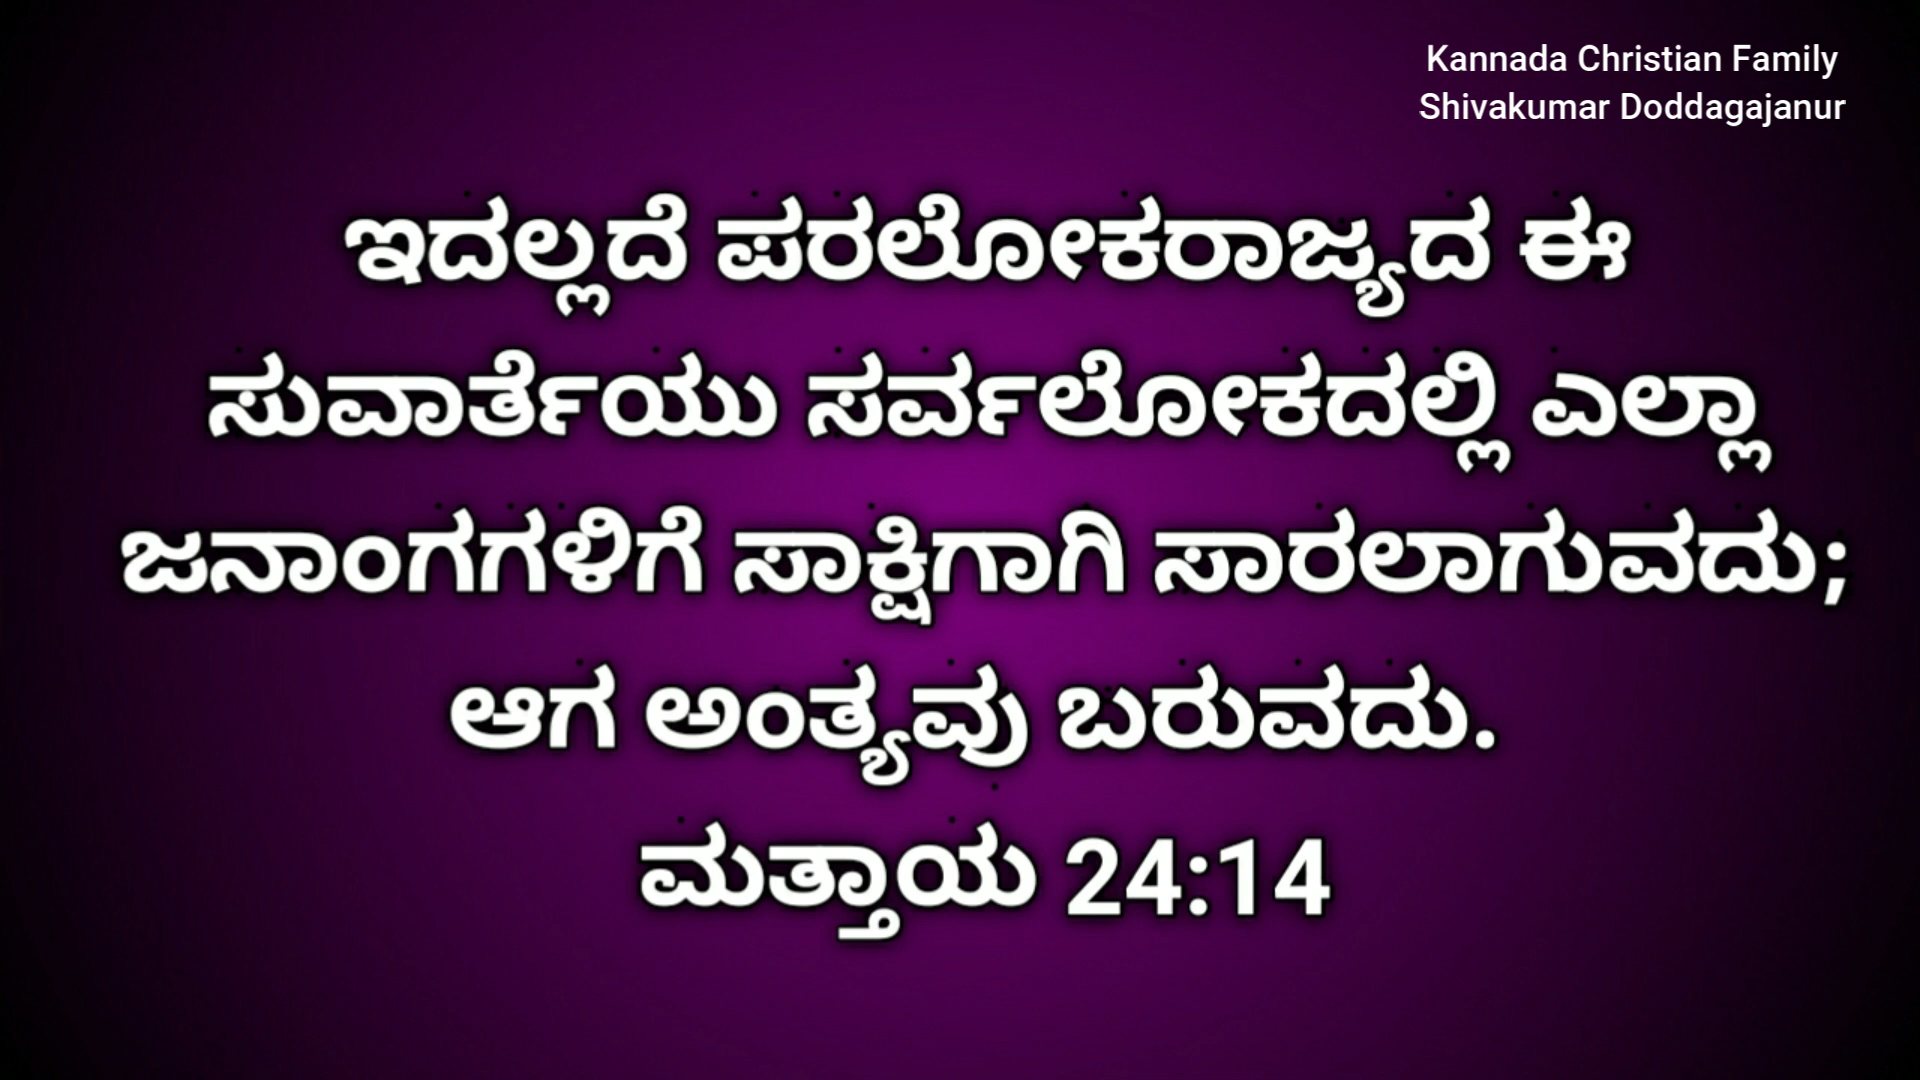 Kannada Christian Family
Shivakumar Doddagajanur
ಇದಲ್ಲದೆ ಪರಲೋಕರಾಜ್ಯದ ಈ
ಸುವಾರ್ತೆಯು ಸರ್ವಲೋಕದಲ್ಲಿ ಎಲ್ಲಾ
ಜನಾಂಗಗಳಿಗೆ ಸಾಕ್ಷಿಗಾಗಿ ಸಾರಲಾಗುವದು;
ಆಗ ಅಂತ್ಯವು ಬರುವದು.
ಮತ್ತಾಯ 24:14